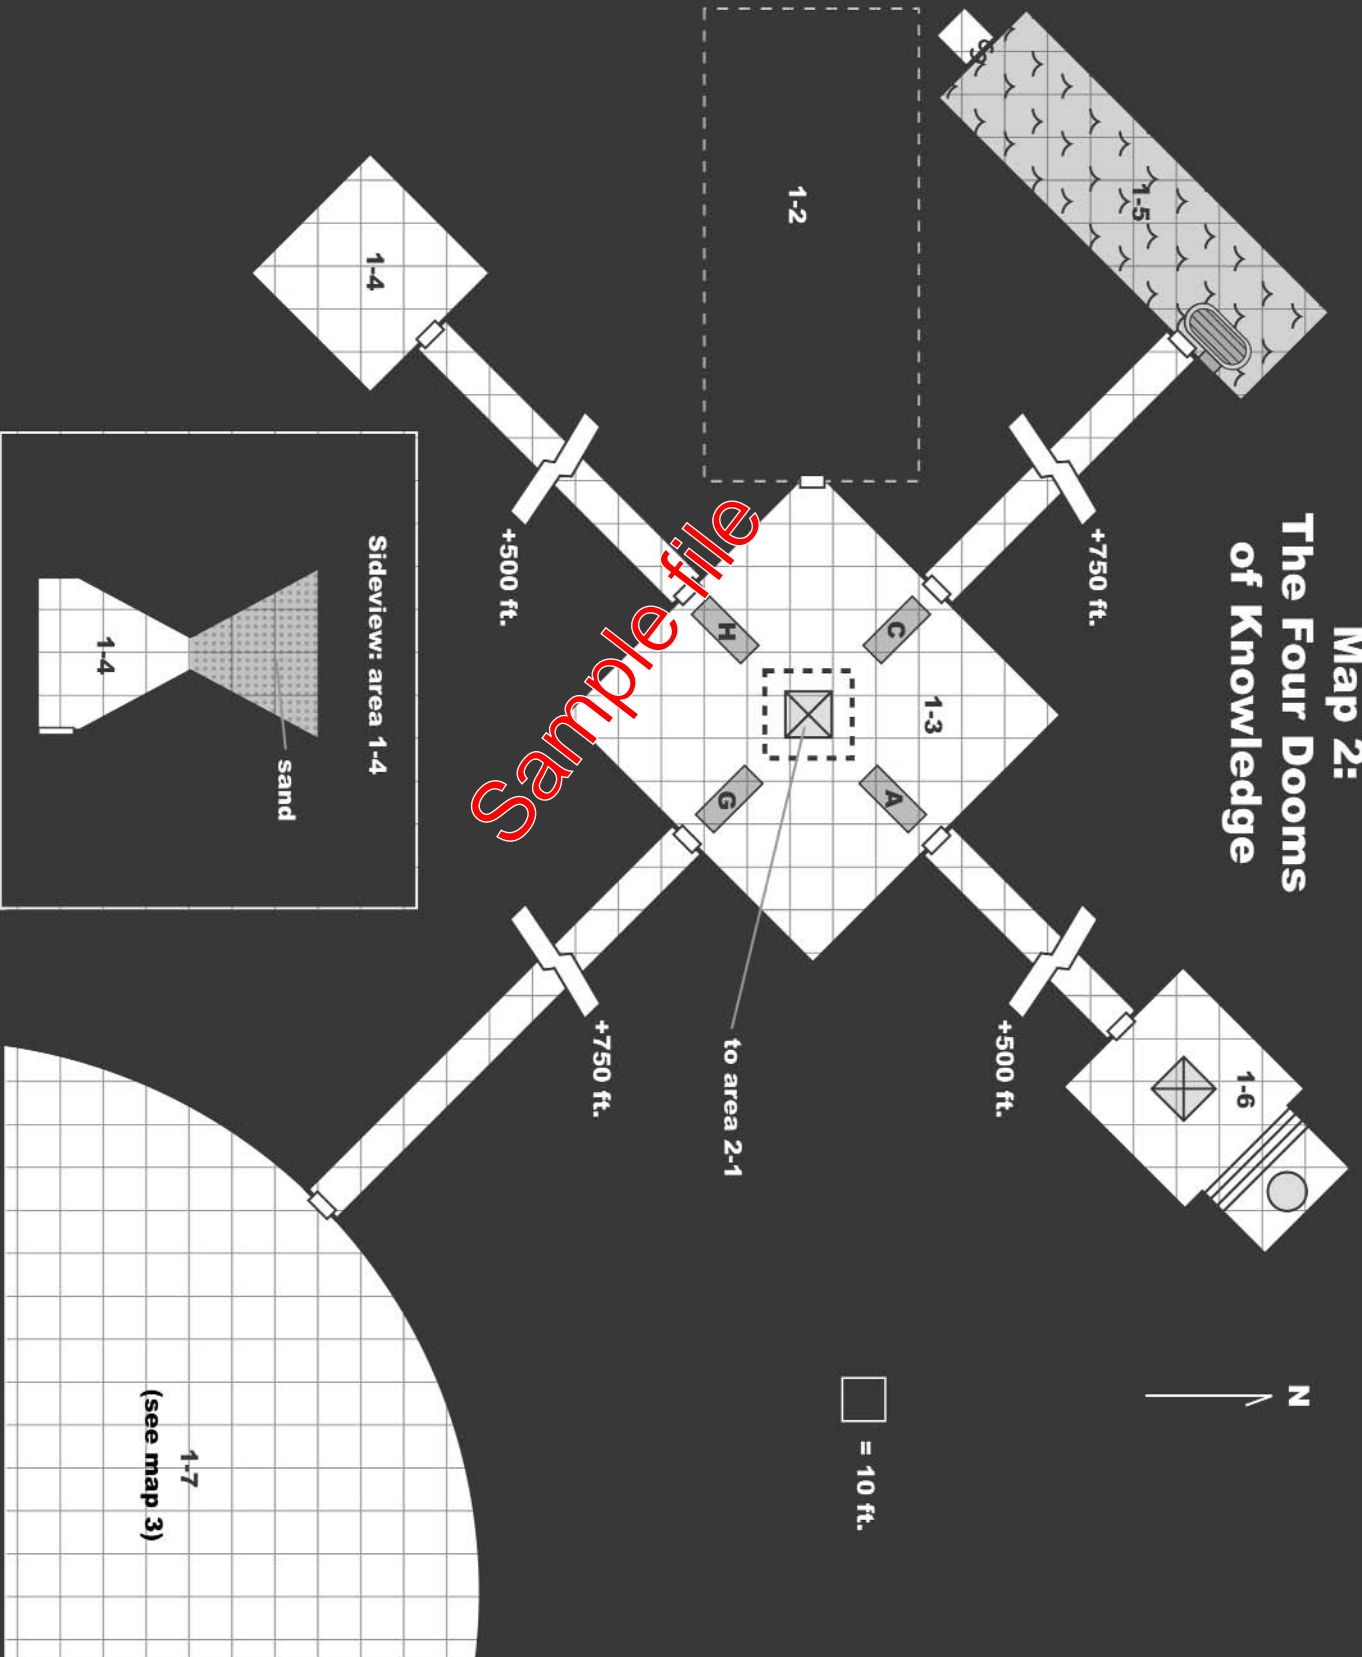 Map 2:
The Four Dooms
of Knowledge
N
1-5
S
+750 ft.
1-6
+500 ft.
1-3
C
A
= 10 ft.
1-2
H
G
to area 2-1
+500 ft.
+750 ft.
1-4
Sideview: area 1-4
sand
1-4
1-7
(see map 3)
Sample file